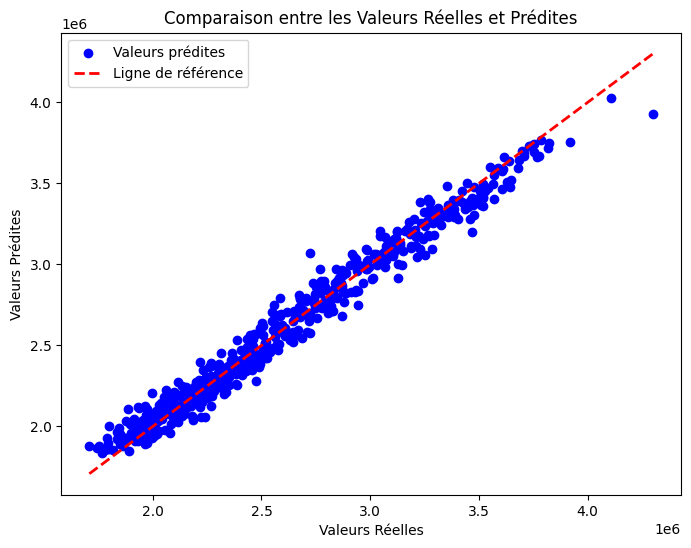 Comparaison entre les Valeurs Réelles et Prédites
1e6
Valeurs prédites
Ligne de référence
4.0
3.5
3.0
2.5
2.0
Valeurs Prédites
2.0 2.5 3.0 3.5 4.0
1e6
Valeurs Réelles